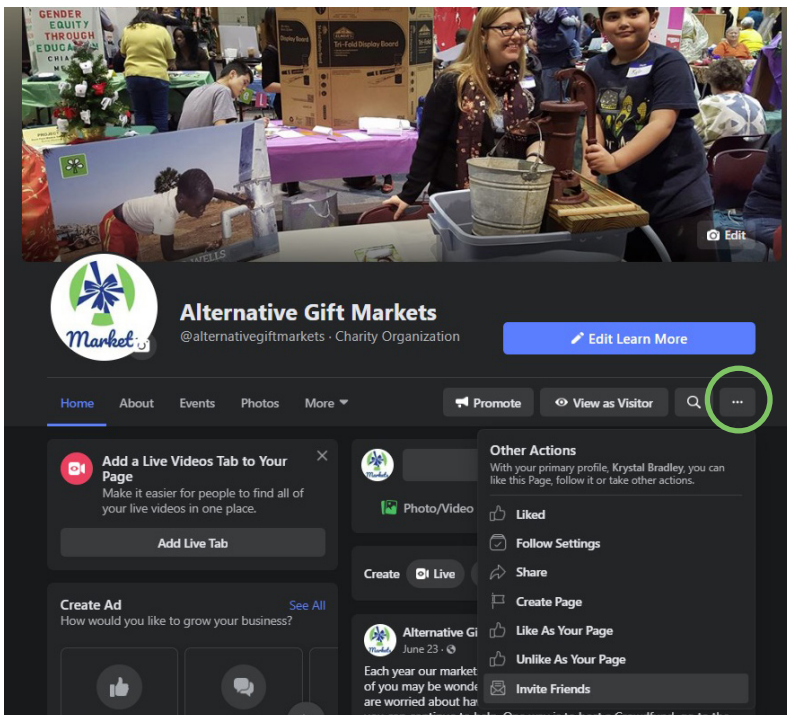 GENDER
EQUITY
THROUGH
EDUCATION
CHIA
Tri-Fold Display Board
Display Board
WELLS
Edit
Market
Alternative Gift Markets
@alternativegiftmarkets · Charity Organization
Edit Learn More
Home About Events Photos More
Promote View as Visitor
Add a Live Videos Tab to Your
Page
Make it easier for people to find all of
your live videos in one place.
Add Live Tab
Create Ad See All
How would you like to grow your business?
Photo/Video
Create Live
Alternative Gi
June 23 ·
Each year our market
of you may be wonde
are worried about ha
Other Actions
With your primary profile, Krystal Bradley, you can
like this Page, follow it or take other actions.
Liked
Follow Settings
Share
Create Page
Like As Your Page
Unlike As Your Page
Invite Friends